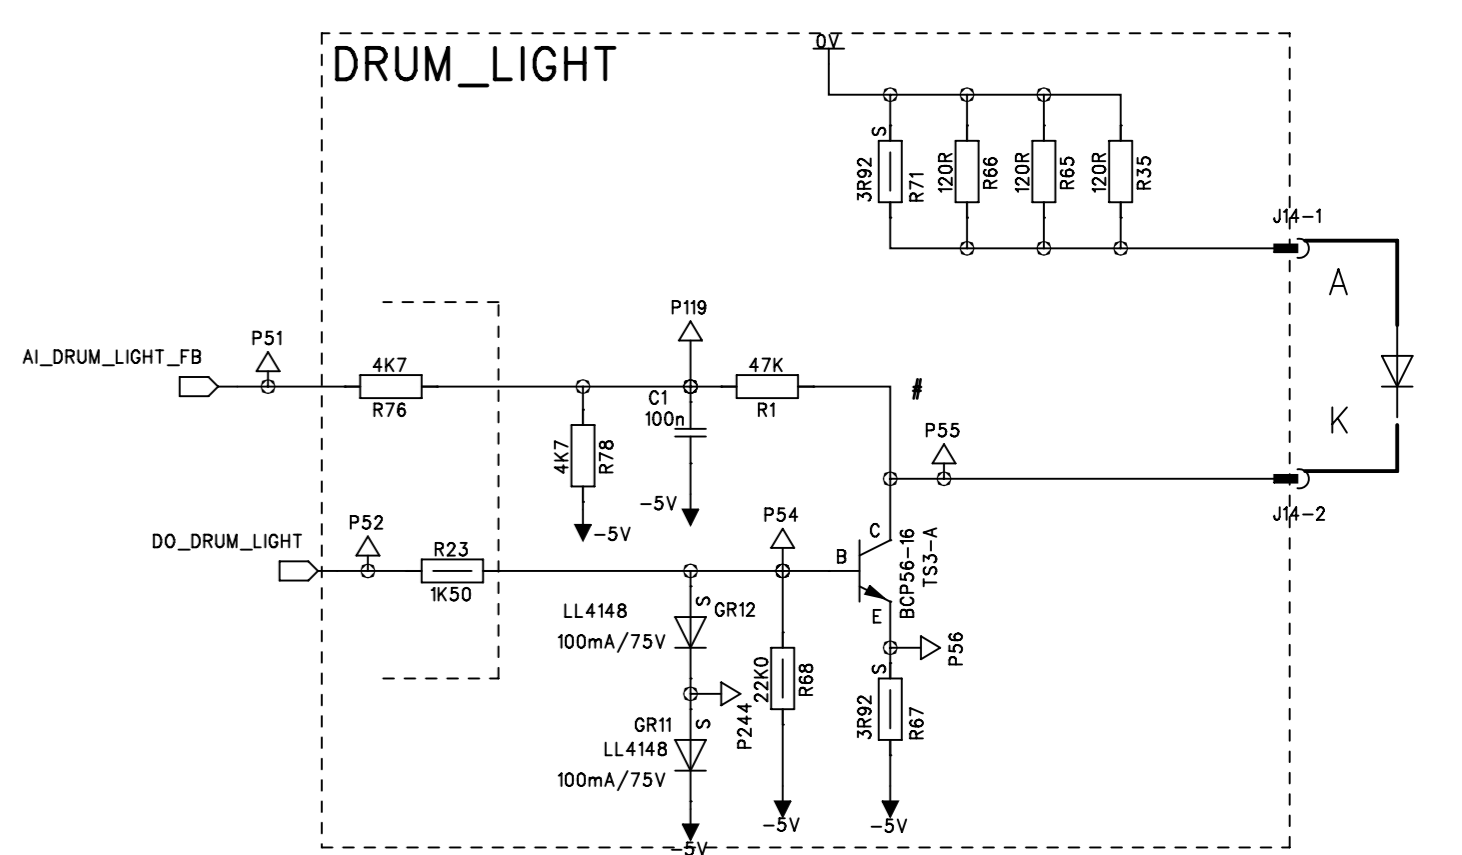 DRUM_LIGHT
0V
S
3R92
R71
120R
R66
120R
R65
120R
R35
J14-1
A
K
J14-2
P119
P51
AI_DRUM_LIGHT_FB
4K7
R76
C1
100n
47K
R1
#
4K7
R78
-5V
-5V
P55
P52
DO_DRUM_LIGHT
R23
1K50
P54
B
C
E
BCP56-16
TS3-A
S
GR12
LL4148
100mA/75V
P244
22K0
R68
P56
S
3R92
R67
GR11
S
LL4148
100mA/75V
-5V
-5V
-5V